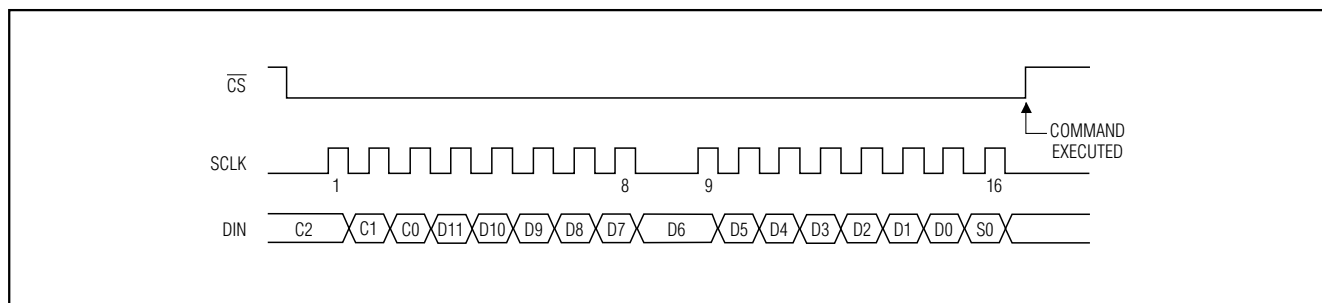 CS
COMMAND
EXECUTED
SCLK
1 8 9 16
DIN C2 C1 C0 D11 D10 D9 D8 D7 D6 D5 D4 D3 D2 D1 D0 S0